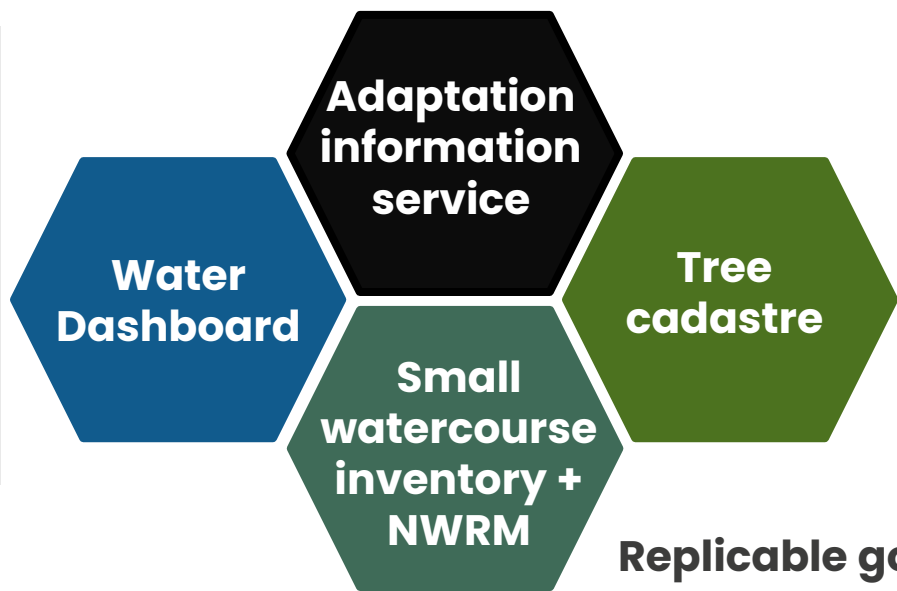 Adaptation
information
service
Water
Dashboard
Tree
cadastre
Small
watercourse
inventory +
NWRM
Replicable